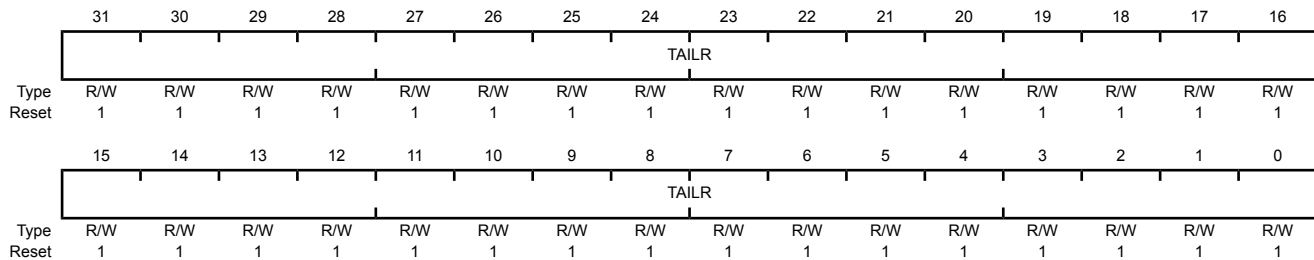 31 30 29 28 27 26 25 24 23 22 21 20 19 18 17 16
TAILR
Type R/W R/W R/W R/W R/W R/W R/W R/W R/W R/W R/W R/W R/W R/W R/W R/W
Reset 1 1 1 1 1 1 1 1 1 1 1 1 1 1 1 1
15 14 13 12 11 10 9 8 7 6 5 4 3 2 1 0
TAILR
Type R/W R/W R/W R/W R/W R/W R/W R/W R/W R/W R/W R/W R/W R/W R/W R/W
Reset 1 1 1 1 1 1 1 1 1 1 1 1 1 1 1 1